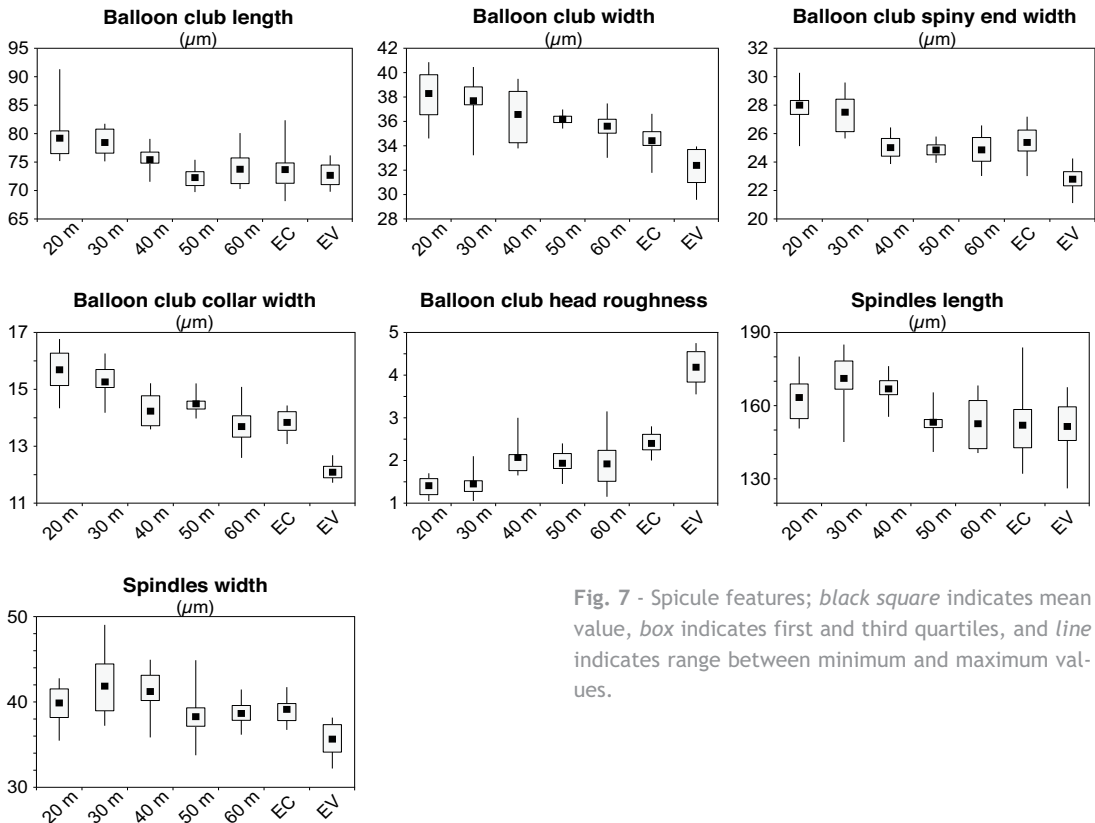 Balloon club length
(µm)
95
90
85
80
75
70
65
20 m 30 m 40 m 50 m 60 m EC EV
Balloon club width
(µm)
42
40
38
36
34
32
30
28
20 m 30 m 40 m 50 m 60 m EC EV
Balloon club spiny end width
(µm)
32
30
28
26
24
22
20
20 m 30 m 40 m 50 m 60 m EC EV
Balloon club collar width
(µm)
17
15
13
11
20 m 30 m 40 m 50 m 60 m EC EV
Balloon club head roughness
5
4
3
2
1
20 m 30 m 40 m 50 m 60 m EC EV
Spindles length
(µm)
190
160
130
20 m 30 m 40 m 50 m 60 m EC EV
Spindles width
(µm)
50
40
30
20 m 30 m 40 m 50 m 60 m EC EV
Fig. 7 - Spicule features; black square indicates mean
value, box indicates first and third quartiles, and line
indicates range between minimum and maximum val-
ues.